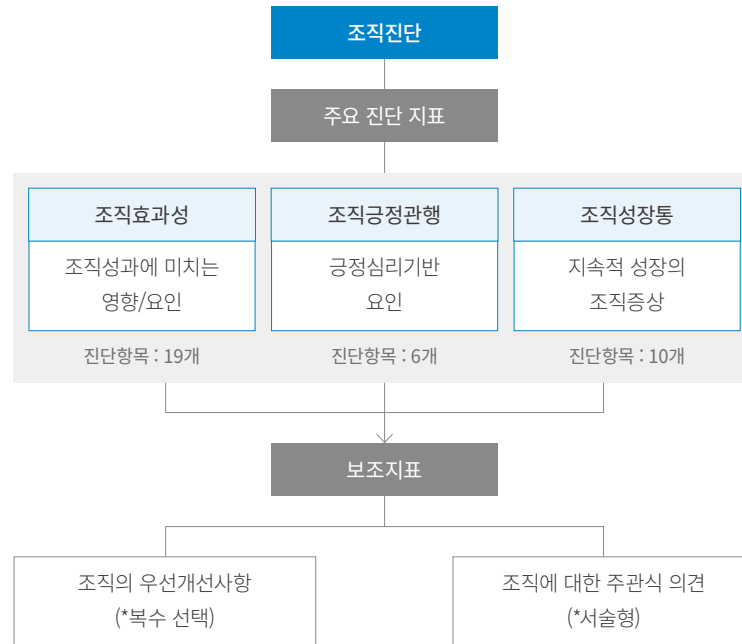 조직진단
주요 진단 지표
조직효과성
조직성과에 미치는
영향/요인
진단항목 : 19개
조직긍정관행
긍정심리기반
요인
진단항목 : 6개
조직성장통
지속적 성장의
조직증상
진단항목 : 10개
보조지표
조직의 우선개선사항
(*복수 선택)
조직에 대한 주관식 의견
(*서술형)